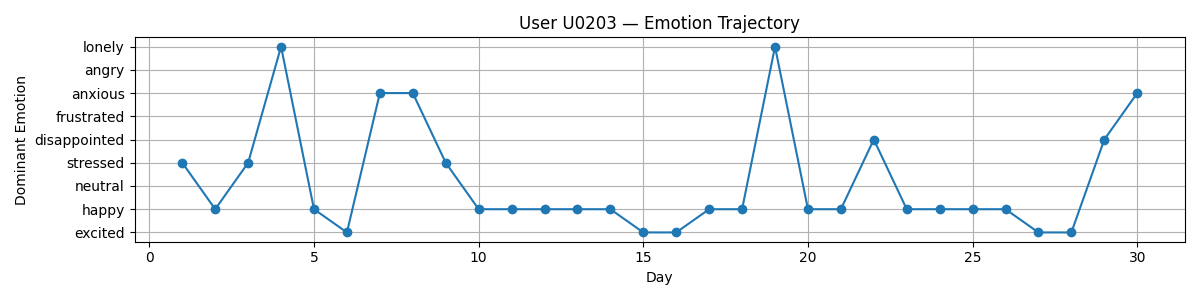 User U0203 — Emotion Trajectory
Dominant Emotion
lonely
angry
anxious
frustrated
disappointed
stressed
neutral
happy
excited
0 5 10 15 20 25 30
Day